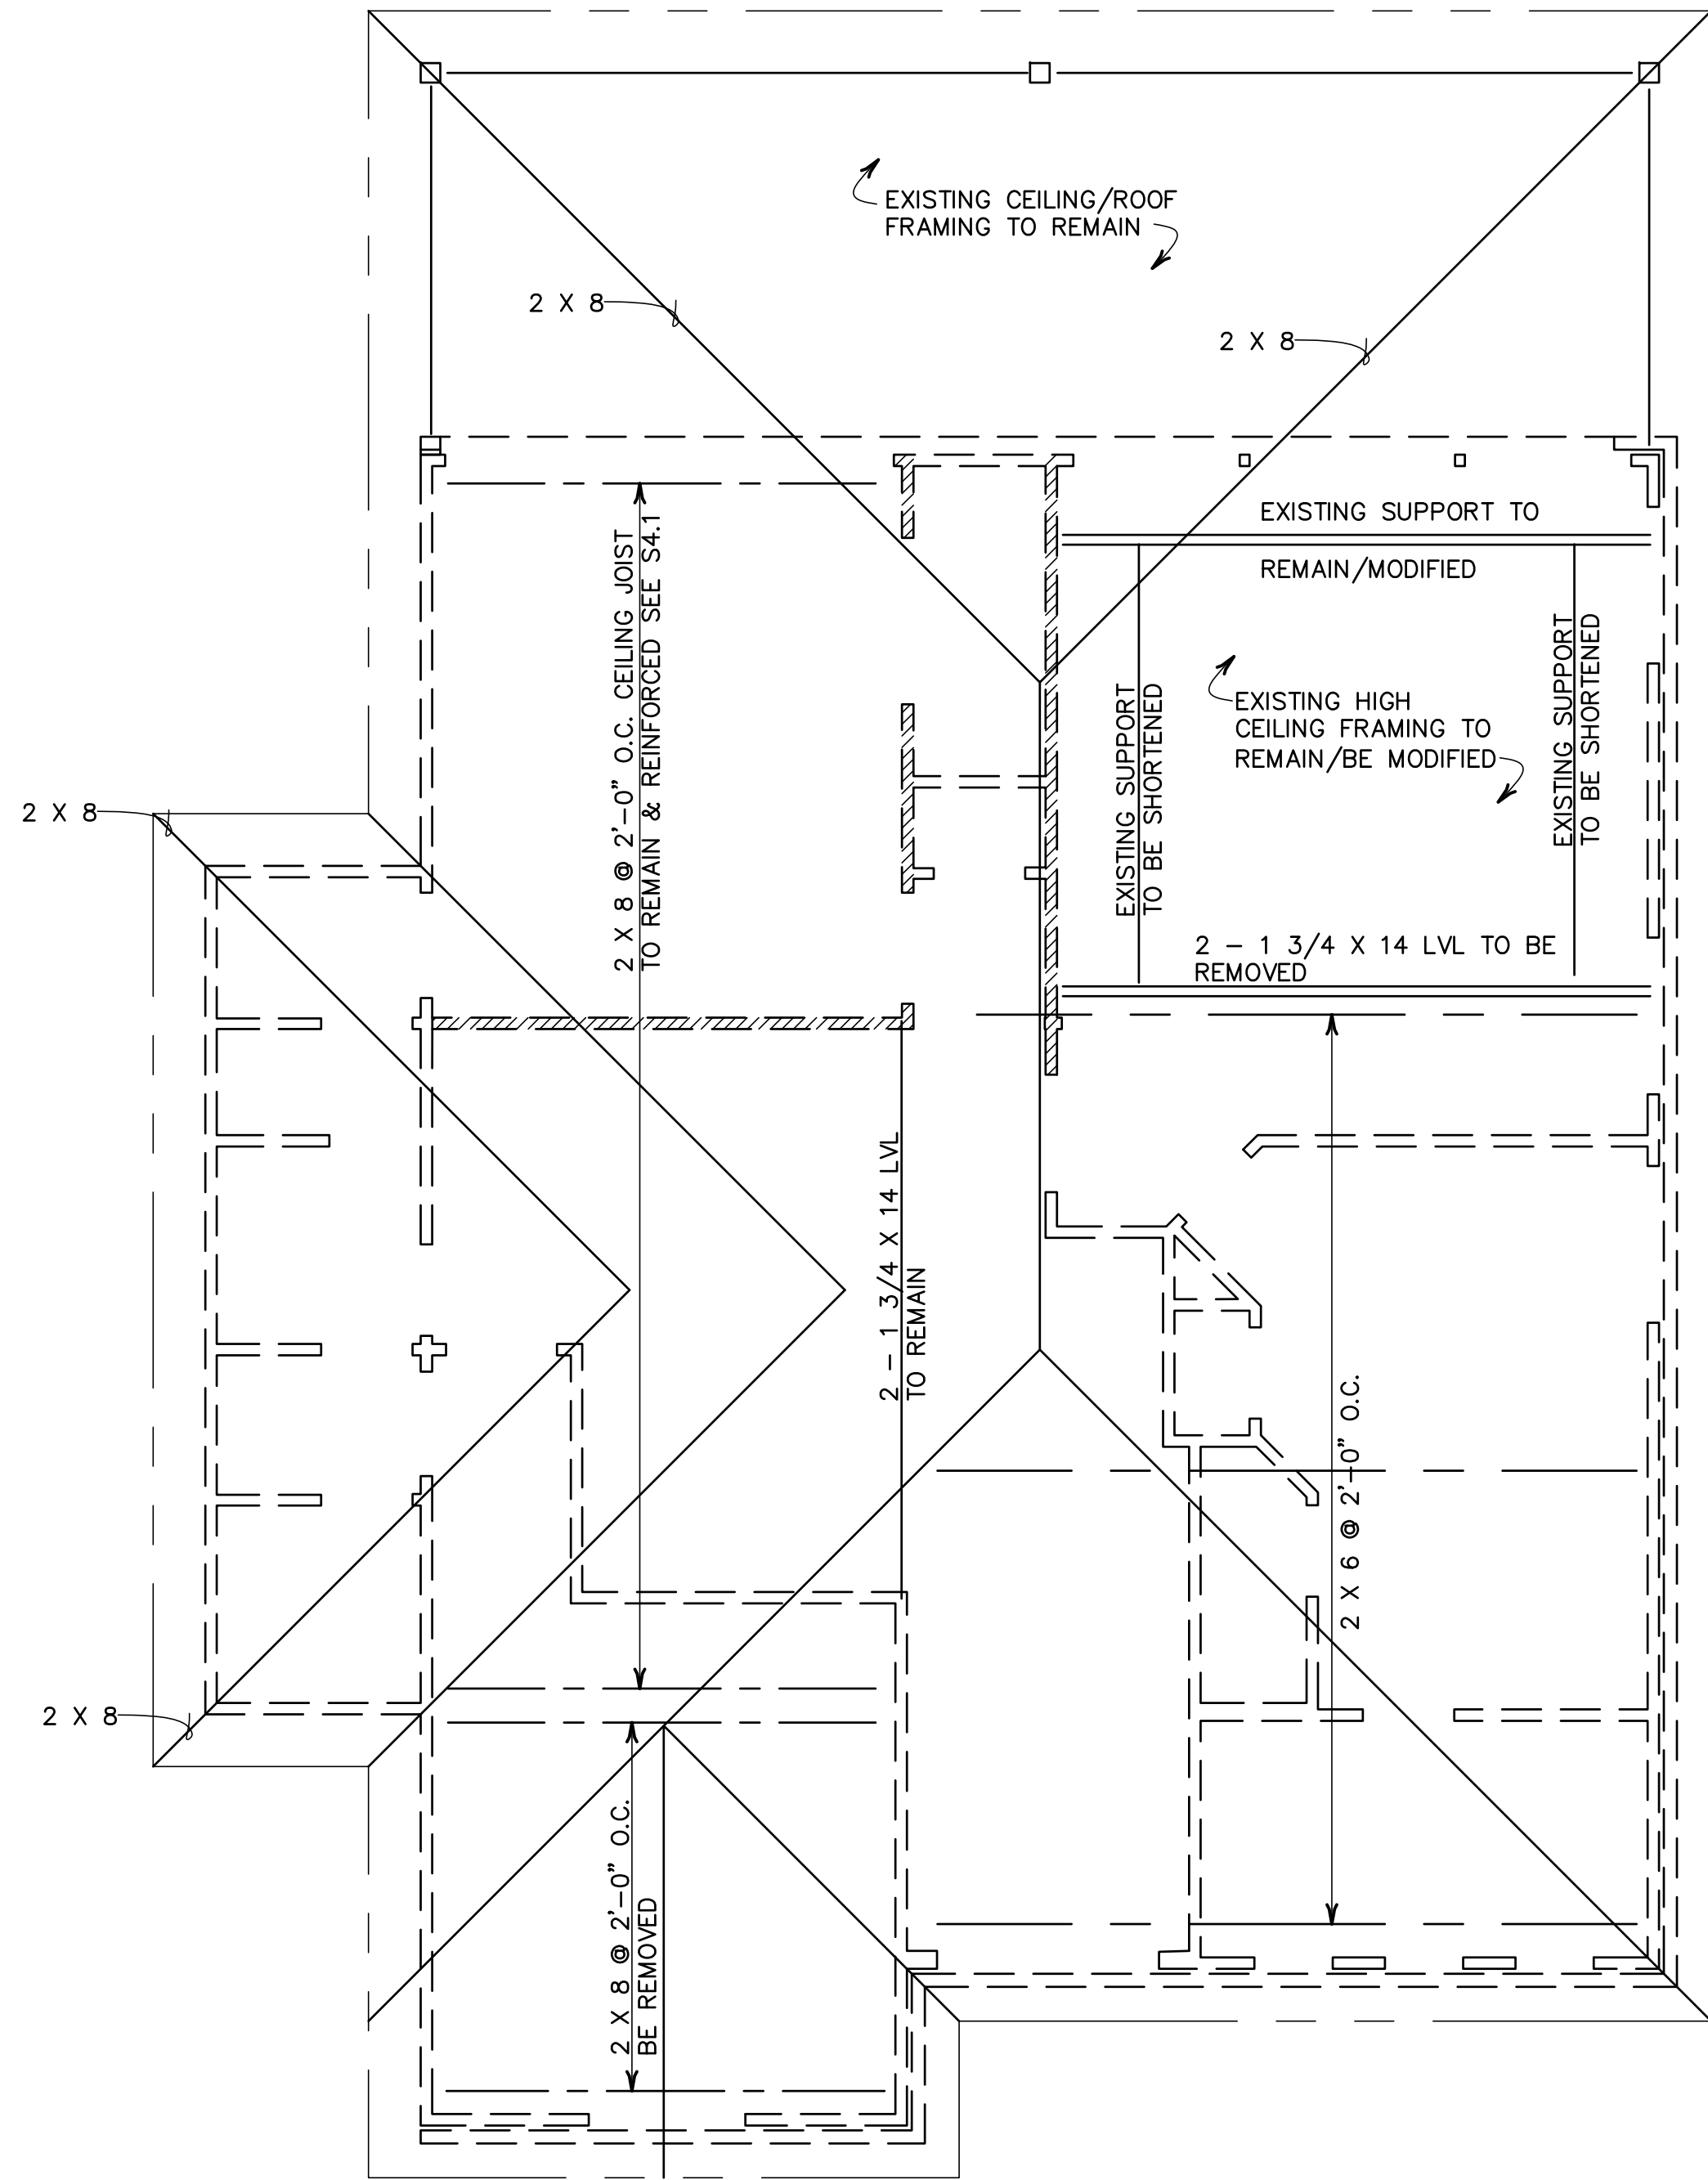 EXISTING CEILING/ROOF
FRAMING TO REMAIN
2 X 8
2 X 8
EXISTING SUPPORT TO
REMAIN/MODIFIED
2 X 8 @ 2'-0" O.C. CEILING JOIST
TO REMAIN & REINFORCED SEE S4.1
EXISTING SUPPORT
TO BE SHORTENED
EXISTING HIGH
CEILING FRAMING TO
REMAIN/BE MODIFIED
EXISTING SUPPORT
TO BE SHORTENED
2 X 8
2 - 1 3/4 X 14 LVL TO BE
REMOVED
2 - 1 3/4 X 14 LVL
TO REMAIN
2 X 6 @ 2'-0" O.C.
2 X 8
2 X 8 @ 2'-0" O.C.
BE REMOVED